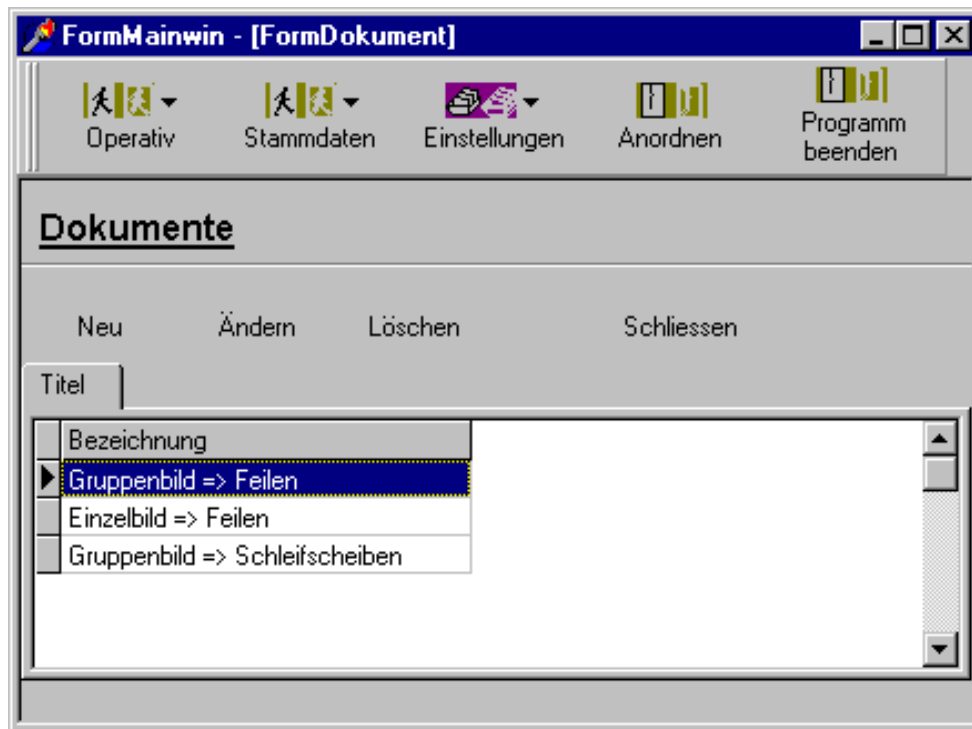 FormMainwin - [FormDokument]
Operativ Stammdaten Einstellungen Anordnen Programm
beenden
Dokumente
Neu Ändern Löschen Schliessen
Titel
Bezeichnung
Gruppenbild => Feilen
Einzelbild => Feilen
Gruppenbild => Schleifscheiben